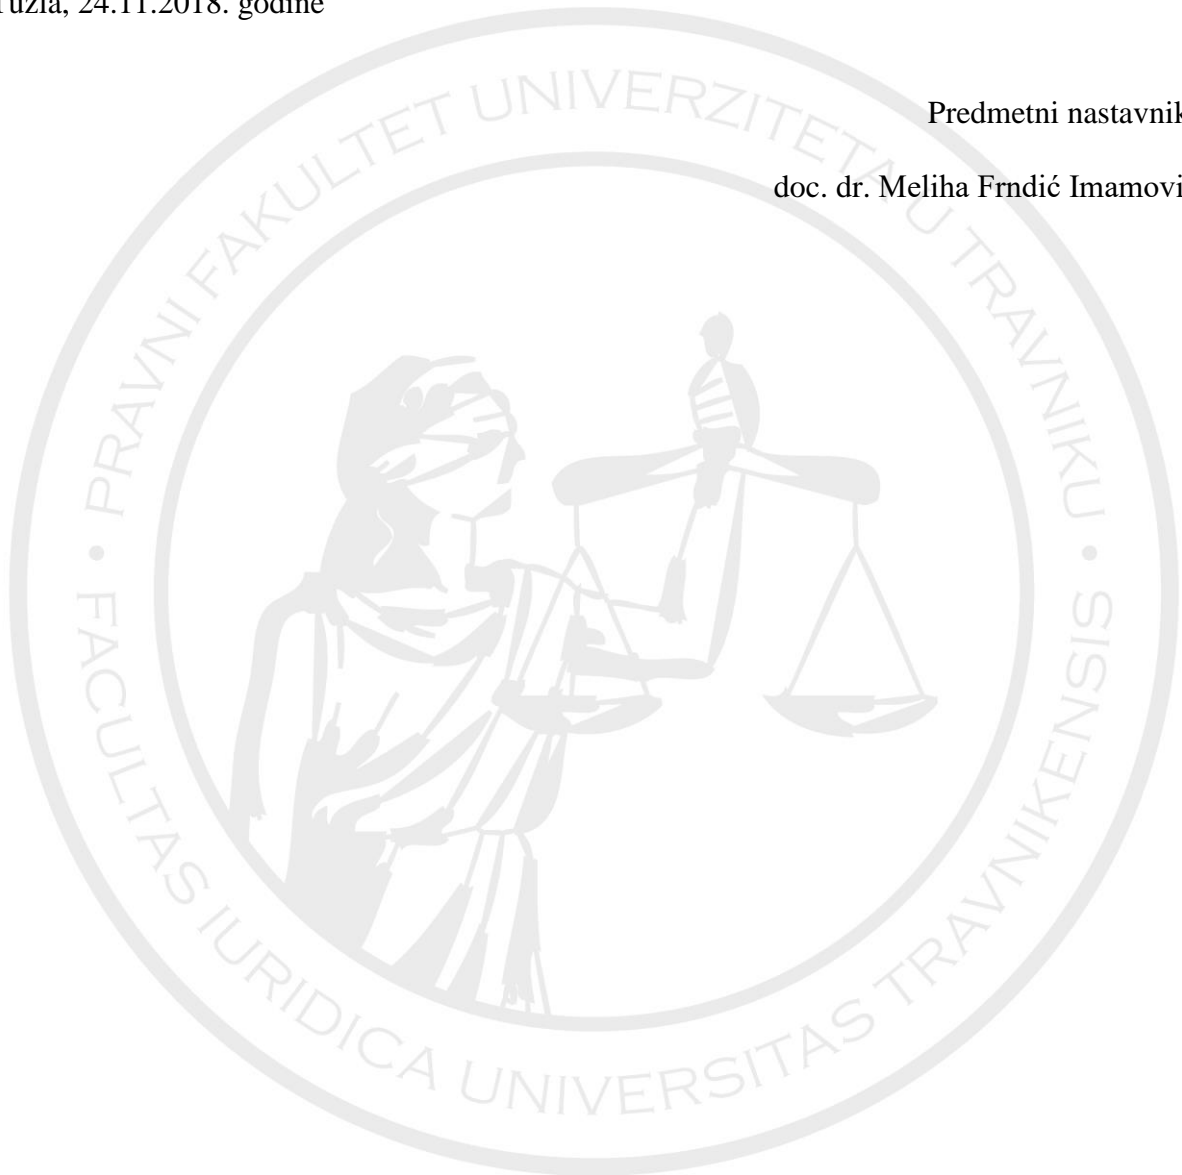 Tuzla, 24.11.2018. godine
Predmetni nastavnik
doc. dr. Meliha Frndić Imamovi
PRAVNI FAKULTET UNIVERZITETA U TRAVNIKU
FACULTAS IURIDICA UNIVERSITAS TRAVNIKENSIS